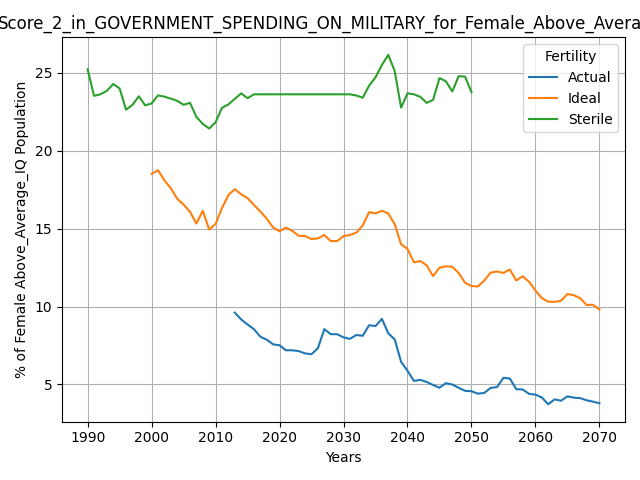 Score_2_in_GOVERNMENT_SPENDING_ON_MILITARY_for_Female_Above_Avera
Fertility
Actual
Ideal
Sterile
% of Female Above_Average_IQ Population
25
20
15
10
5
1990 2000 2010 2020 2030 2040 2050 2060 2070
Years